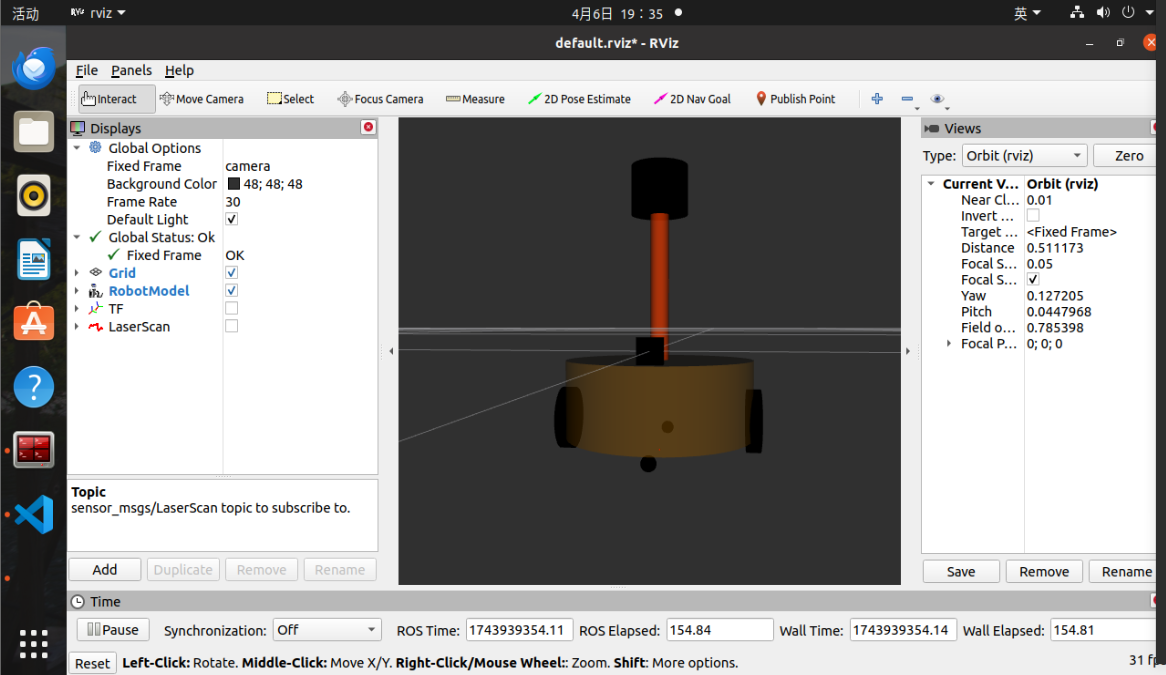 活动 rviz 4月6日 19：35 英
default.rviz* - RViz
File Panels Help
Interact Move Camera Select Focus Camera Measure 2D Pose Estimate 2D Nav Goal Publish Point
Displays
Global Options
Fixed Frame camera
Background Color 48; 48; 48
Frame Rate 30
Default Light
Global Status: Ok
Fixed Frame OK
Grid
RobotModel
TF
LaserScan
Topic
sensor_msgs/LaserScan topic to subscribe to.
Add Duplicate Remove Rename
Views
Type: Orbit (rviz) Zero
Current V... Orbit (rviz)
Near Cl... 0.01
Invert ...
Target ... <Fixed Frame>
Distance 0.511173
Focal S... 0.05
Focal S...
Yaw 0.127205
Pitch 0.0447968
Field o... 0.785398
Focal P... 0; 0; 0
Save Remove Rename
Time
Pause Synchronization: Off ROS Time: 1743939354.11 ROS Elapsed: 154.84 Wall Time: 1743939354.14 Wall Elapsed: 154.81
Reset Left-Click: Rotate. Middle-Click: Move X/Y. Right-Click/Mouse Wheel:: Zoom. Shift: More options. 31